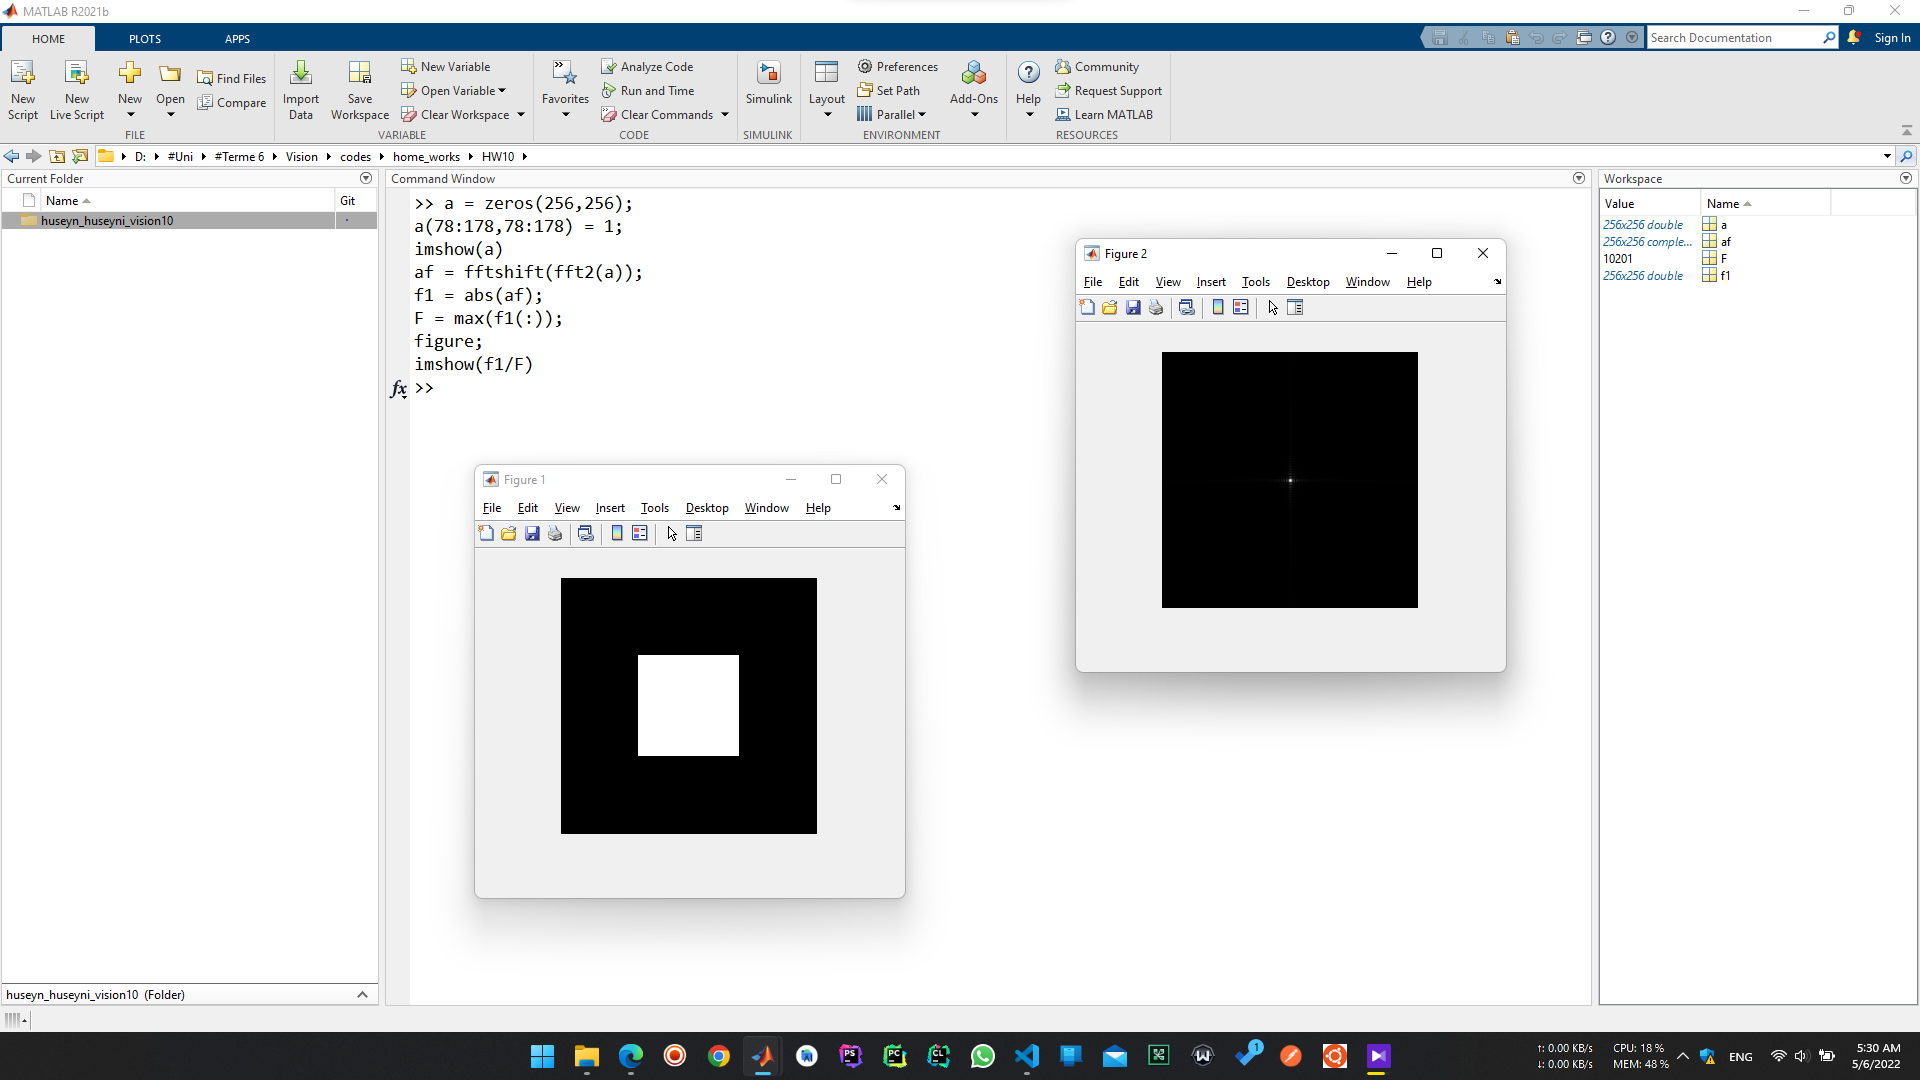 MATLAB R2021b
HOME PLOTS APPS
Search Documentation
Sign In
New Script
New Live Script
New
Open
Find Files
Compare
FILE
Import Data
Save Workspace
New Variable
Open Variable
Clear Workspace
VARIABLE
Favorites
Analyze Code
Run and Time
Clear Commands
CODE
Simulink
SIMULINK
Layout
Preferences
Set Path
Parallel
Add-Ons
ENVIRONMENT
Help
Community
Request Support
Learn MATLAB
RESOURCES
D: #Uni #Terme 6 Vision codes home_works HW10
Current Folder
Name Git
huseyn_huseyni_vision10
huseyn_huseyni_vision10 (Folder)
Command Window
>> a = zeros(256,256);
a(78:178,78:178) = 1;
imshow(a)
af = fftshift(fft2(a));
f1 = abs(af);
F = max(f1(:));
figure;
imshow(f1/F)
fx >>
Figure 1
File Edit View Insert Tools Desktop Window Help
Figure 2
File Edit View Insert Tools Desktop Window Help
Workspace
Value Name
256x256 double a
256x256 comple... af
10201 F
256x256 double f1
PS
PC
CL
W
1
↑: 0.00 KB/s
↓: 0.00 KB/s
CPU: 18 %
MEM: 48 %
ENG
5:30 AM
5/6/2022